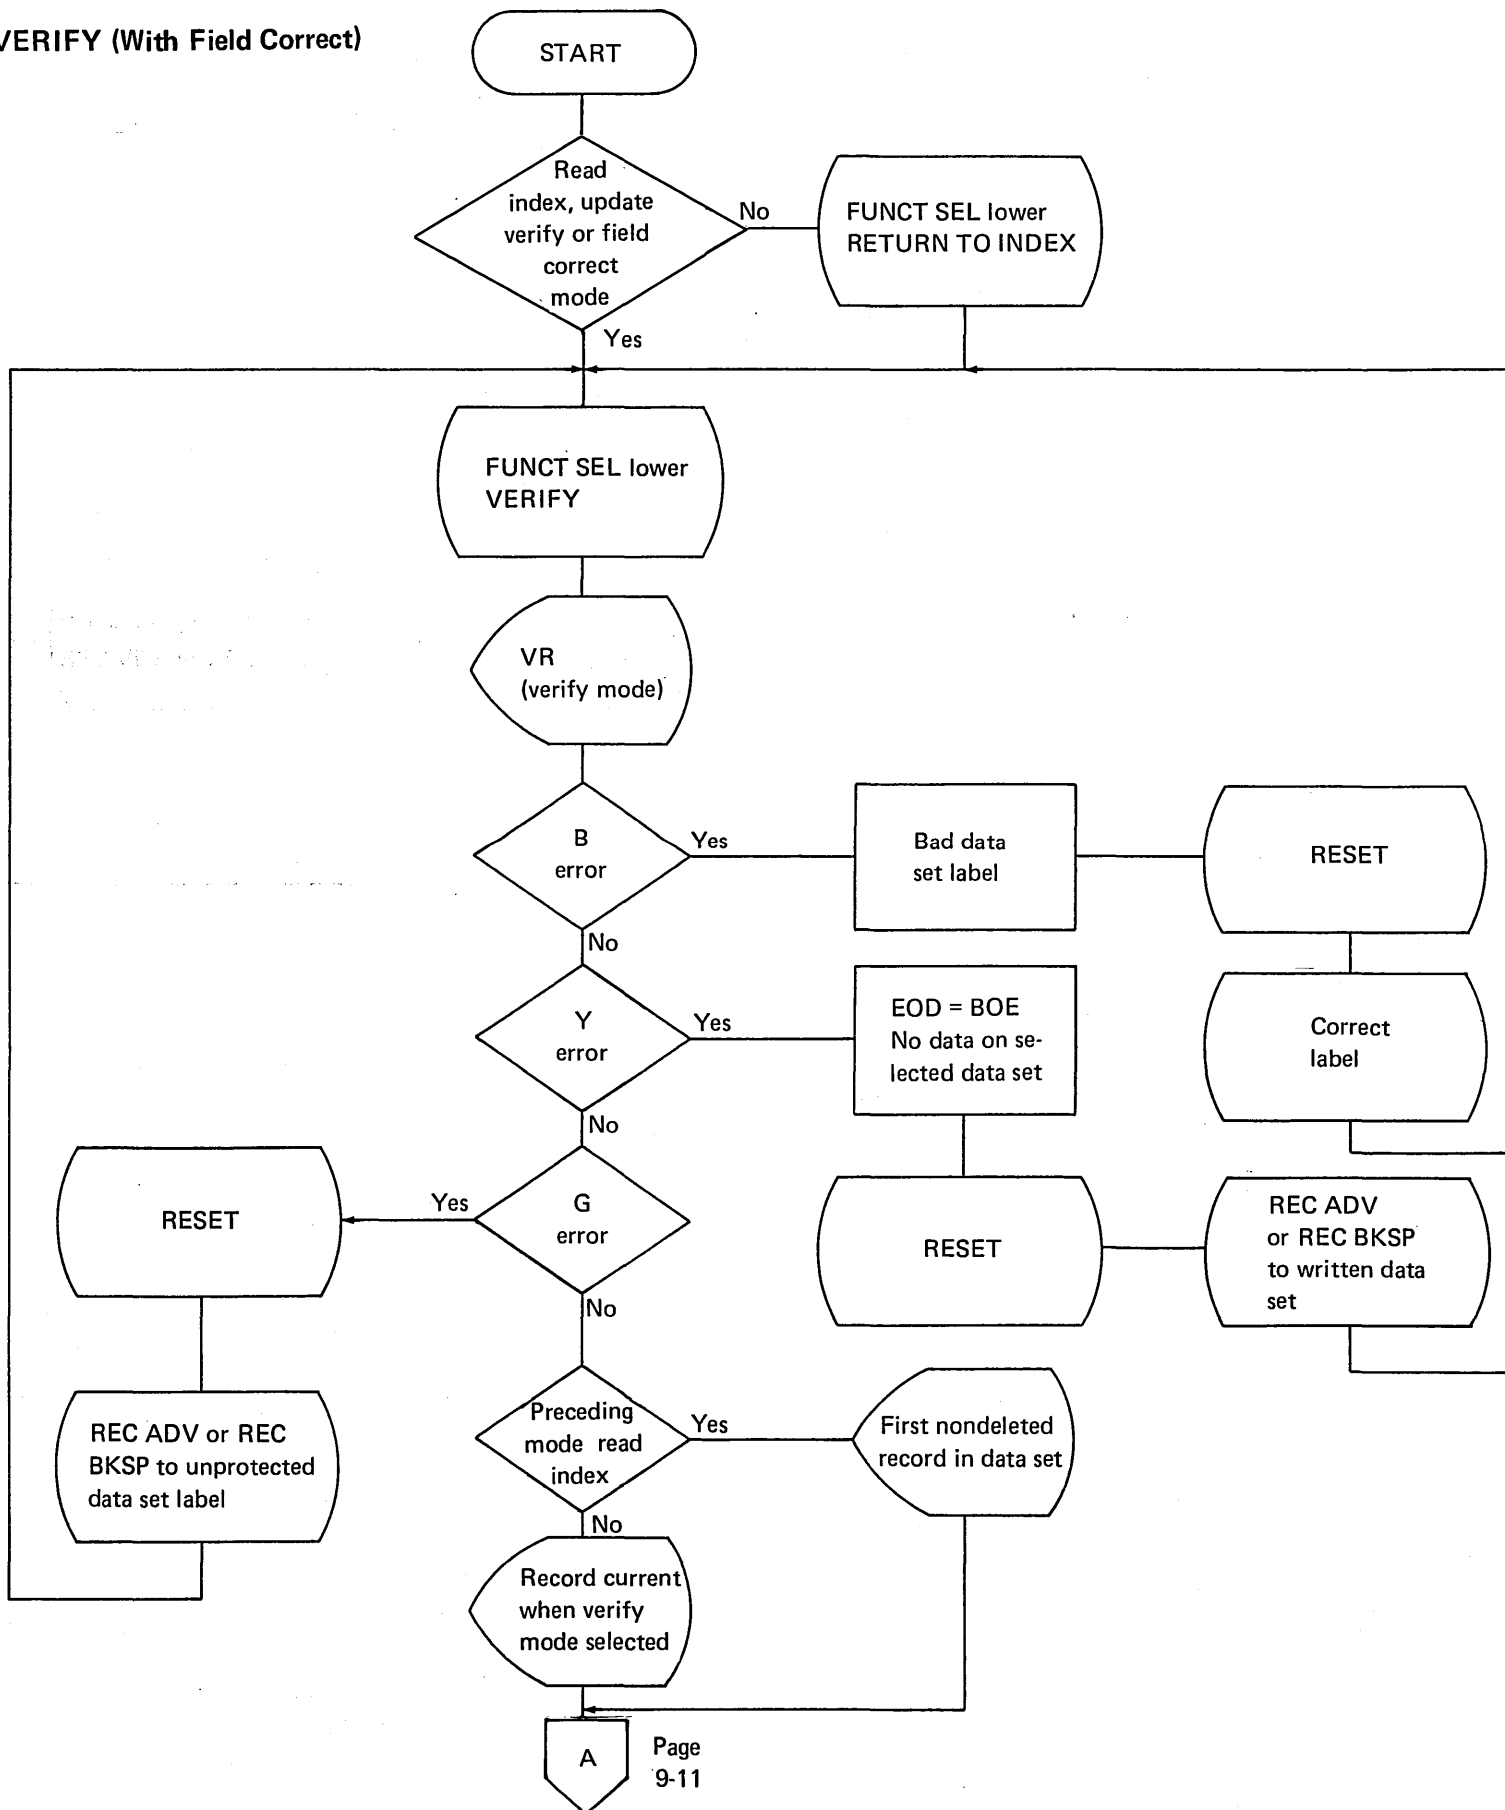 VERIFY (With Field Correct)
START
Read
index, update
verify or field
correct
mode
No
FUNCT SEL lower
RETURN TO INDEX
Yes
FUNCT SEL lower
VERIFY
VR
(verify mode)
B
error
Yes
Bad data
set label
RESET
No
Y
error
Yes
EOD = BOE
No data on se-
lected data set
Correct
label
No
G
error
Yes
RESET
RESET
REC ADV
or REC BKSP
to written data
set
No
REC ADV or REC
BKSP to unprotected
data set label
Preceding
mode read
index
Yes
First nondeleted
record in data set
No
Record current
when verify
mode selected
A
Page
9-11